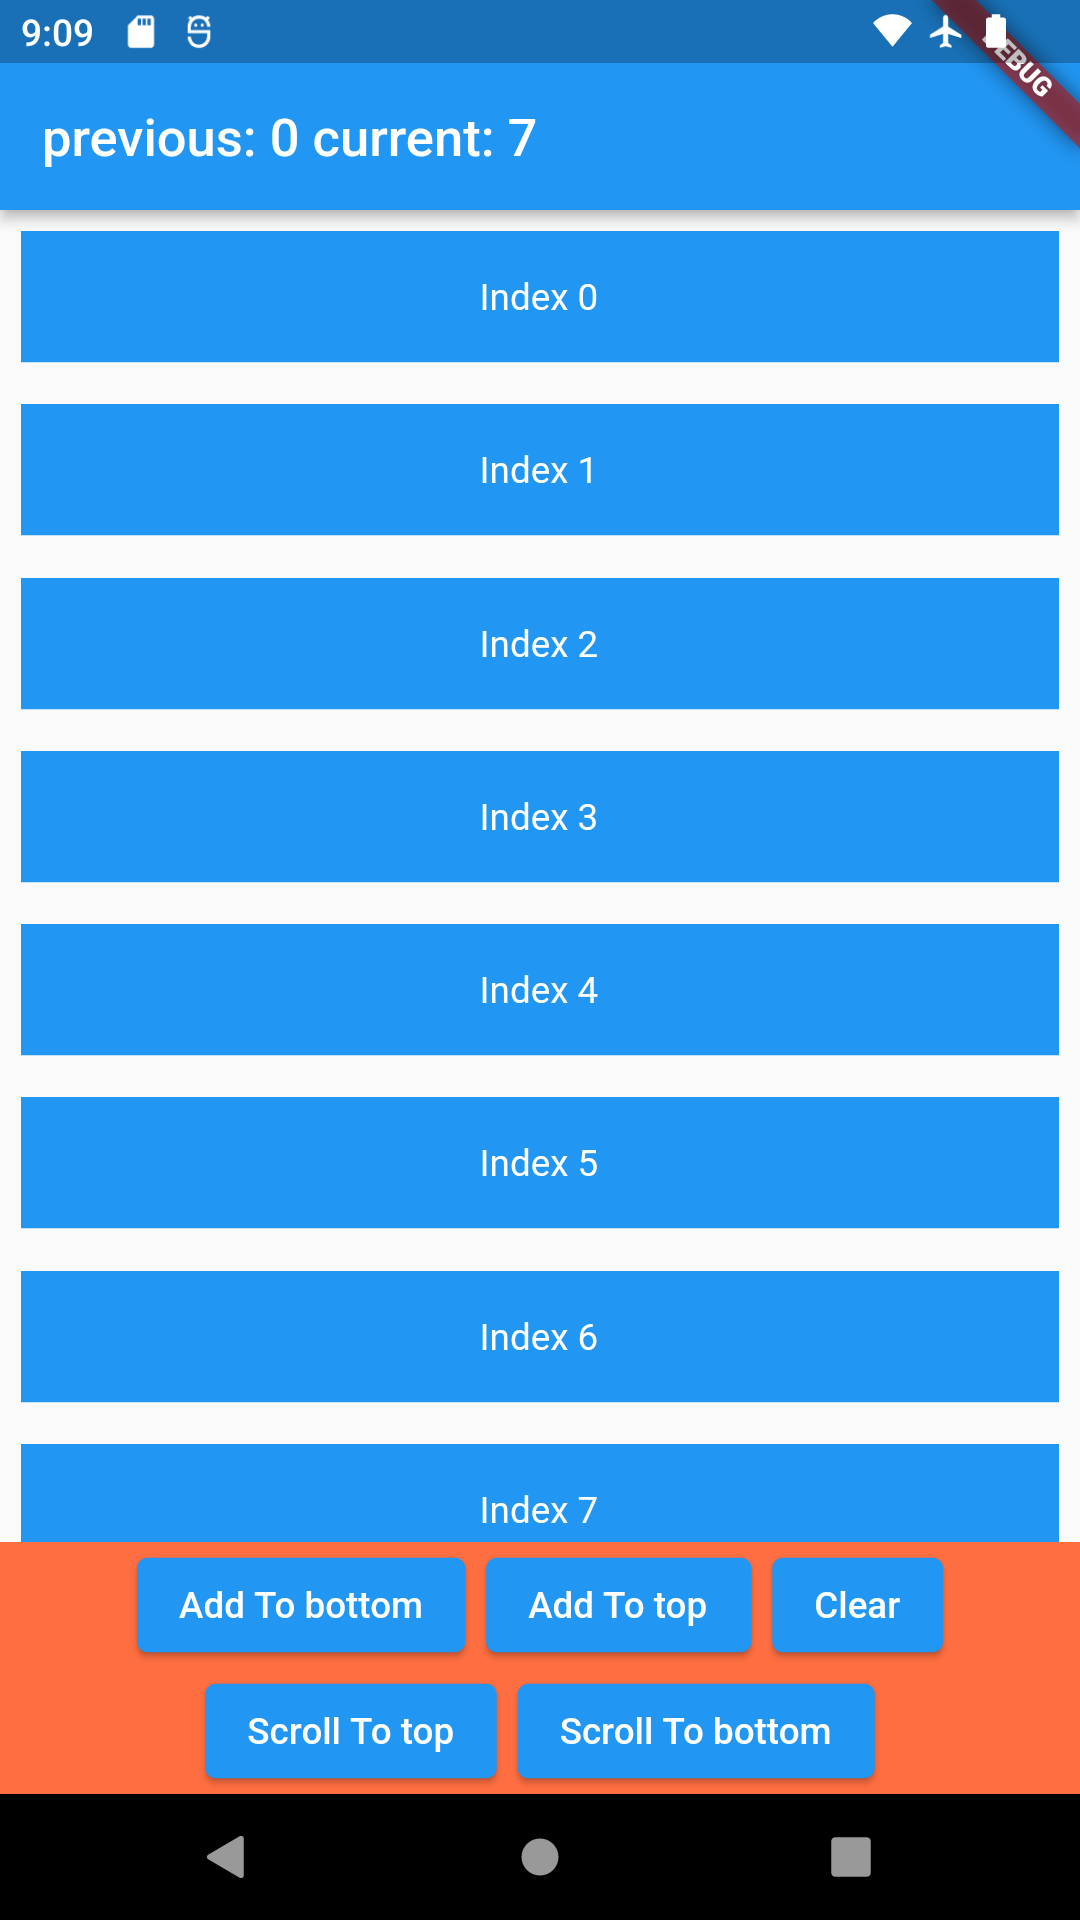 9:09
previous: 0 current: 7
Index 0
Index 1
Index 2
Index 3
Index 4
Index 5
Index 6
Index 7
Add To bottom Add To top Clear
Scroll To top Scroll To bottom